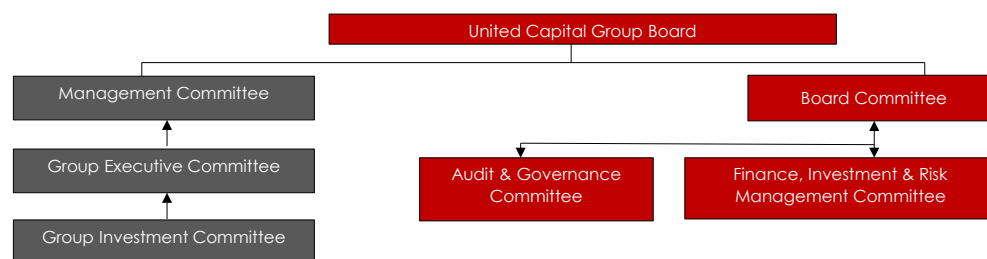 United Capital Group Board
Management Committee
Board Committee
Group Executive Committee
Audit & Governance
Committee
Finance, Investment & Risk
Management Committee
Group Investment Committee